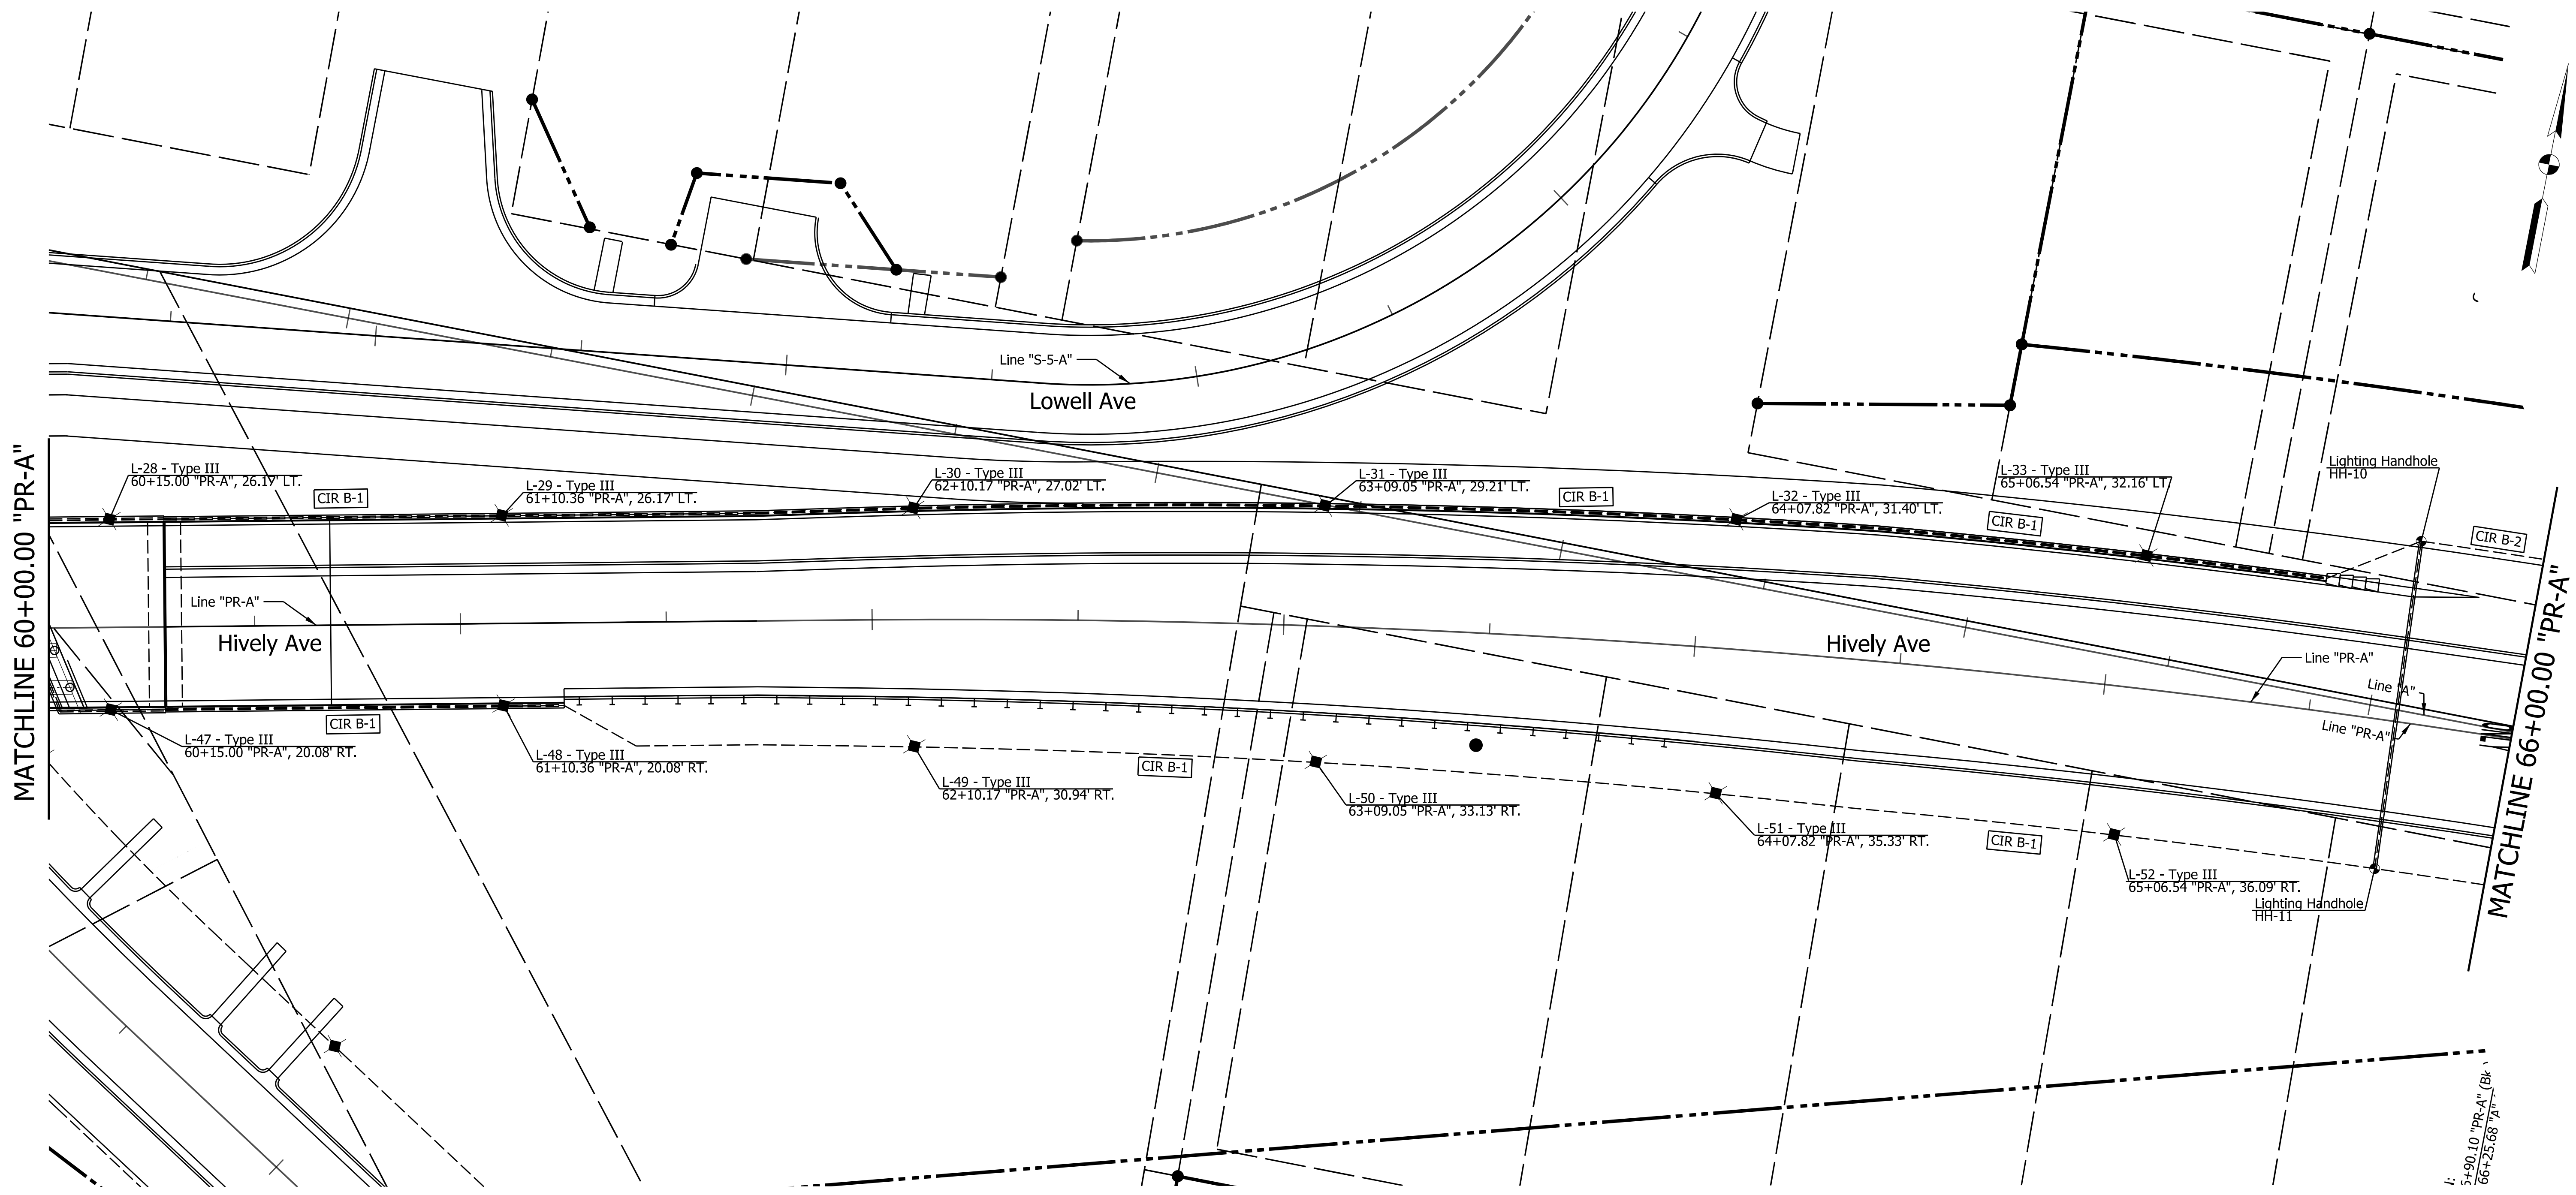 Line "S-5-A"
Lowell Ave
MATCHLINE 60+00.00 "PR-A"
L-28 - Type III
60+15.00 "PR-A", 26.17' LT.
CIR B-1
L-29 - Type III
61+10.36 "PR-A", 26.17' LT.
L-30 - Type III
62+10.17 "PR-A", 27.02' LT.
L-31 - Type III
63+09.05 "PR-A", 29.21' LT.
CIR B-1
L-32 - Type III
64+07.82 "PR-A", 31.40' LT.
L-33 - Type III
65+06.54 "PR-A", 32.16' LT.
CIR B-1
Lighting Handhole
HH-10
CIR B-2
Line "PR-A"
Hively Ave
Hively Ave
Line "PR-A"
Line "A"
Line "PR-A"
MATCHLINE 66+00.00 "PR-A"
CIR B-1
L-47 - Type III
60+15.00 "PR-A", 20.08' RT.
L-48 - Type III
61+10.36 "PR-A", 20.08' RT.
L-49 - Type III
62+10.17 "PR-A", 30.94' RT.
CIR B-1
L-50 - Type III
63+09.05 "PR-A", 33.13' RT.
L-51 - Type III
64+07.82 "PR-A", 35.33' RT.
CIR B-1
L-52 - Type III
65+06.54 "PR-A", 36.09' RT.
Lighting Handhole
HH-11
+90.10 "PR-A" (Bk
66+25.68 "A"